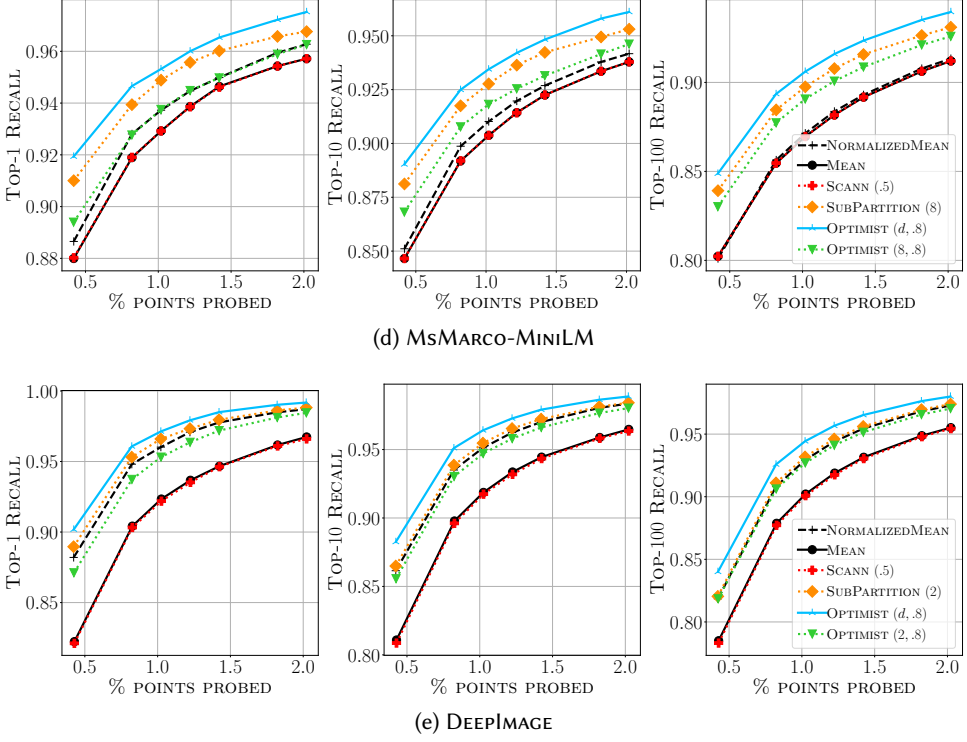 TOP-1 RECALL
0.96
0.94
0.92
0.90
0.88
0.5
1.0
1.5
2.0
% POINTS PROBED
TOP-10 RECALL
0.950
0.925
0.900
0.875
0.850
0.5
1.0
1.5
2.0
% POINTS PROBED
TOP-100 RECALL
0.90
0.85
0.80
0.5
1.0
1.5
2.0
% POINTS PROBED
NORMALIZEDMEAN
MEAN
SCANN (.5)
SUBPARTITION (8)
OPTIMIST (d, .8)
OPTIMIST (8, .8)
(d) MSMARCO-MINILM
TOP-1 RECALL
1.00
0.95
0.90
0.85
0.5
1.0
1.5
2.0
% POINTS PROBED
TOP-10 RECALL
0.95
0.90
0.85
0.80
0.5
1.0
1.5
2.0
% POINTS PROBED
TOP-100 RECALL
0.95
0.90
0.85
0.80
0.5
1.0
1.5
2.0
% POINTS PROBED
NORMALIZEDMEAN
MEAN
SCANN (.5)
SUBPARTITION (2)
OPTIMIST (d, .8)
OPTIMIST (2, .8)
(e) DEEPIMAGE